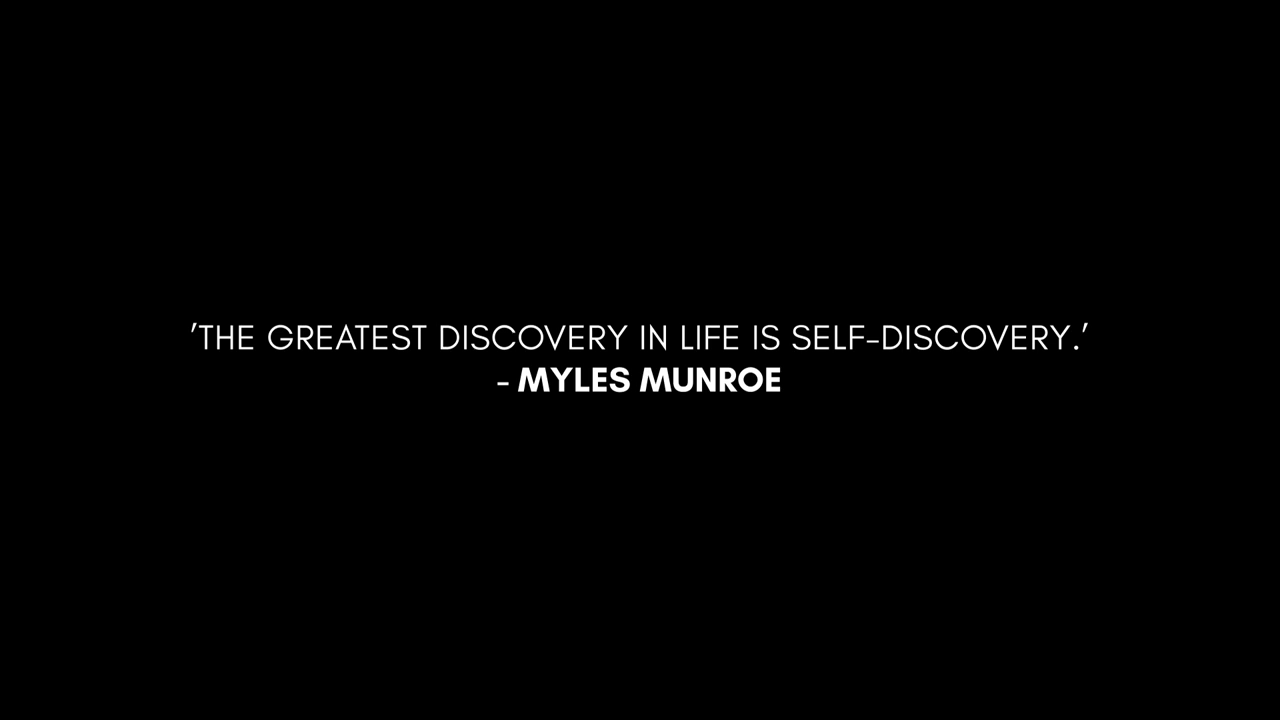 'THE GREATEST DISCOVERY IN LIFE IS SELF-DISCOVERY.'
- MYLES MUNROE